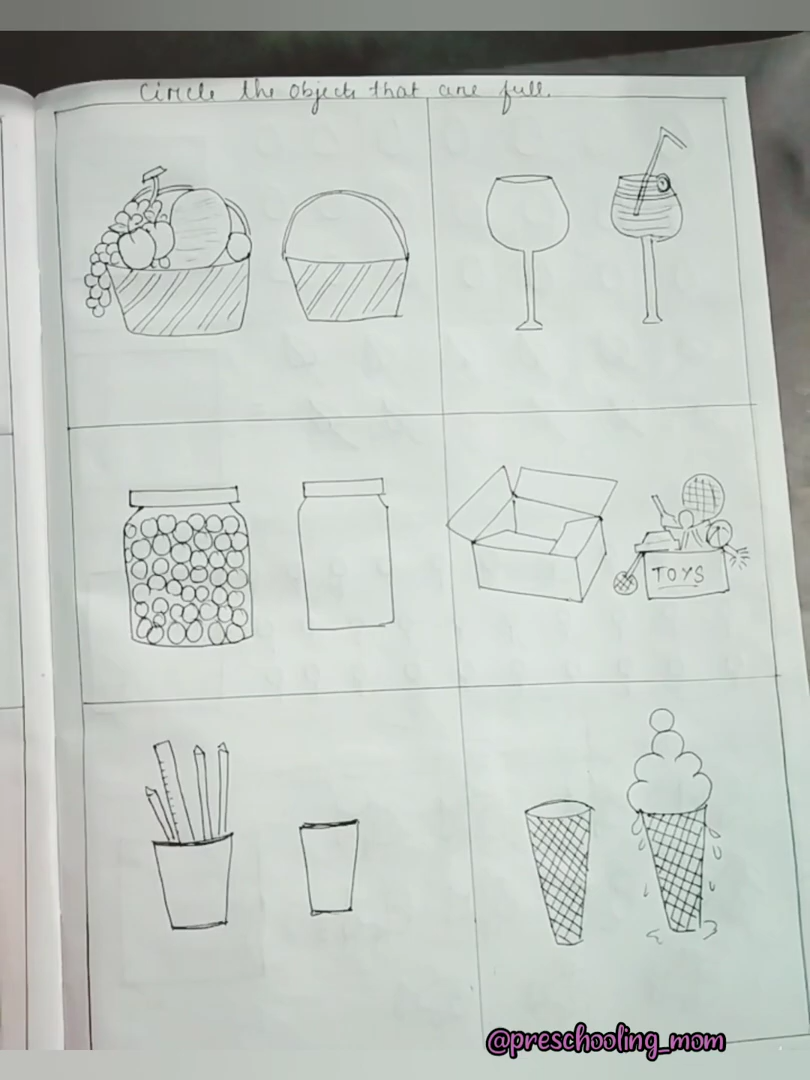 Circle the objects that are full.
TOYS
@preschooling_mom